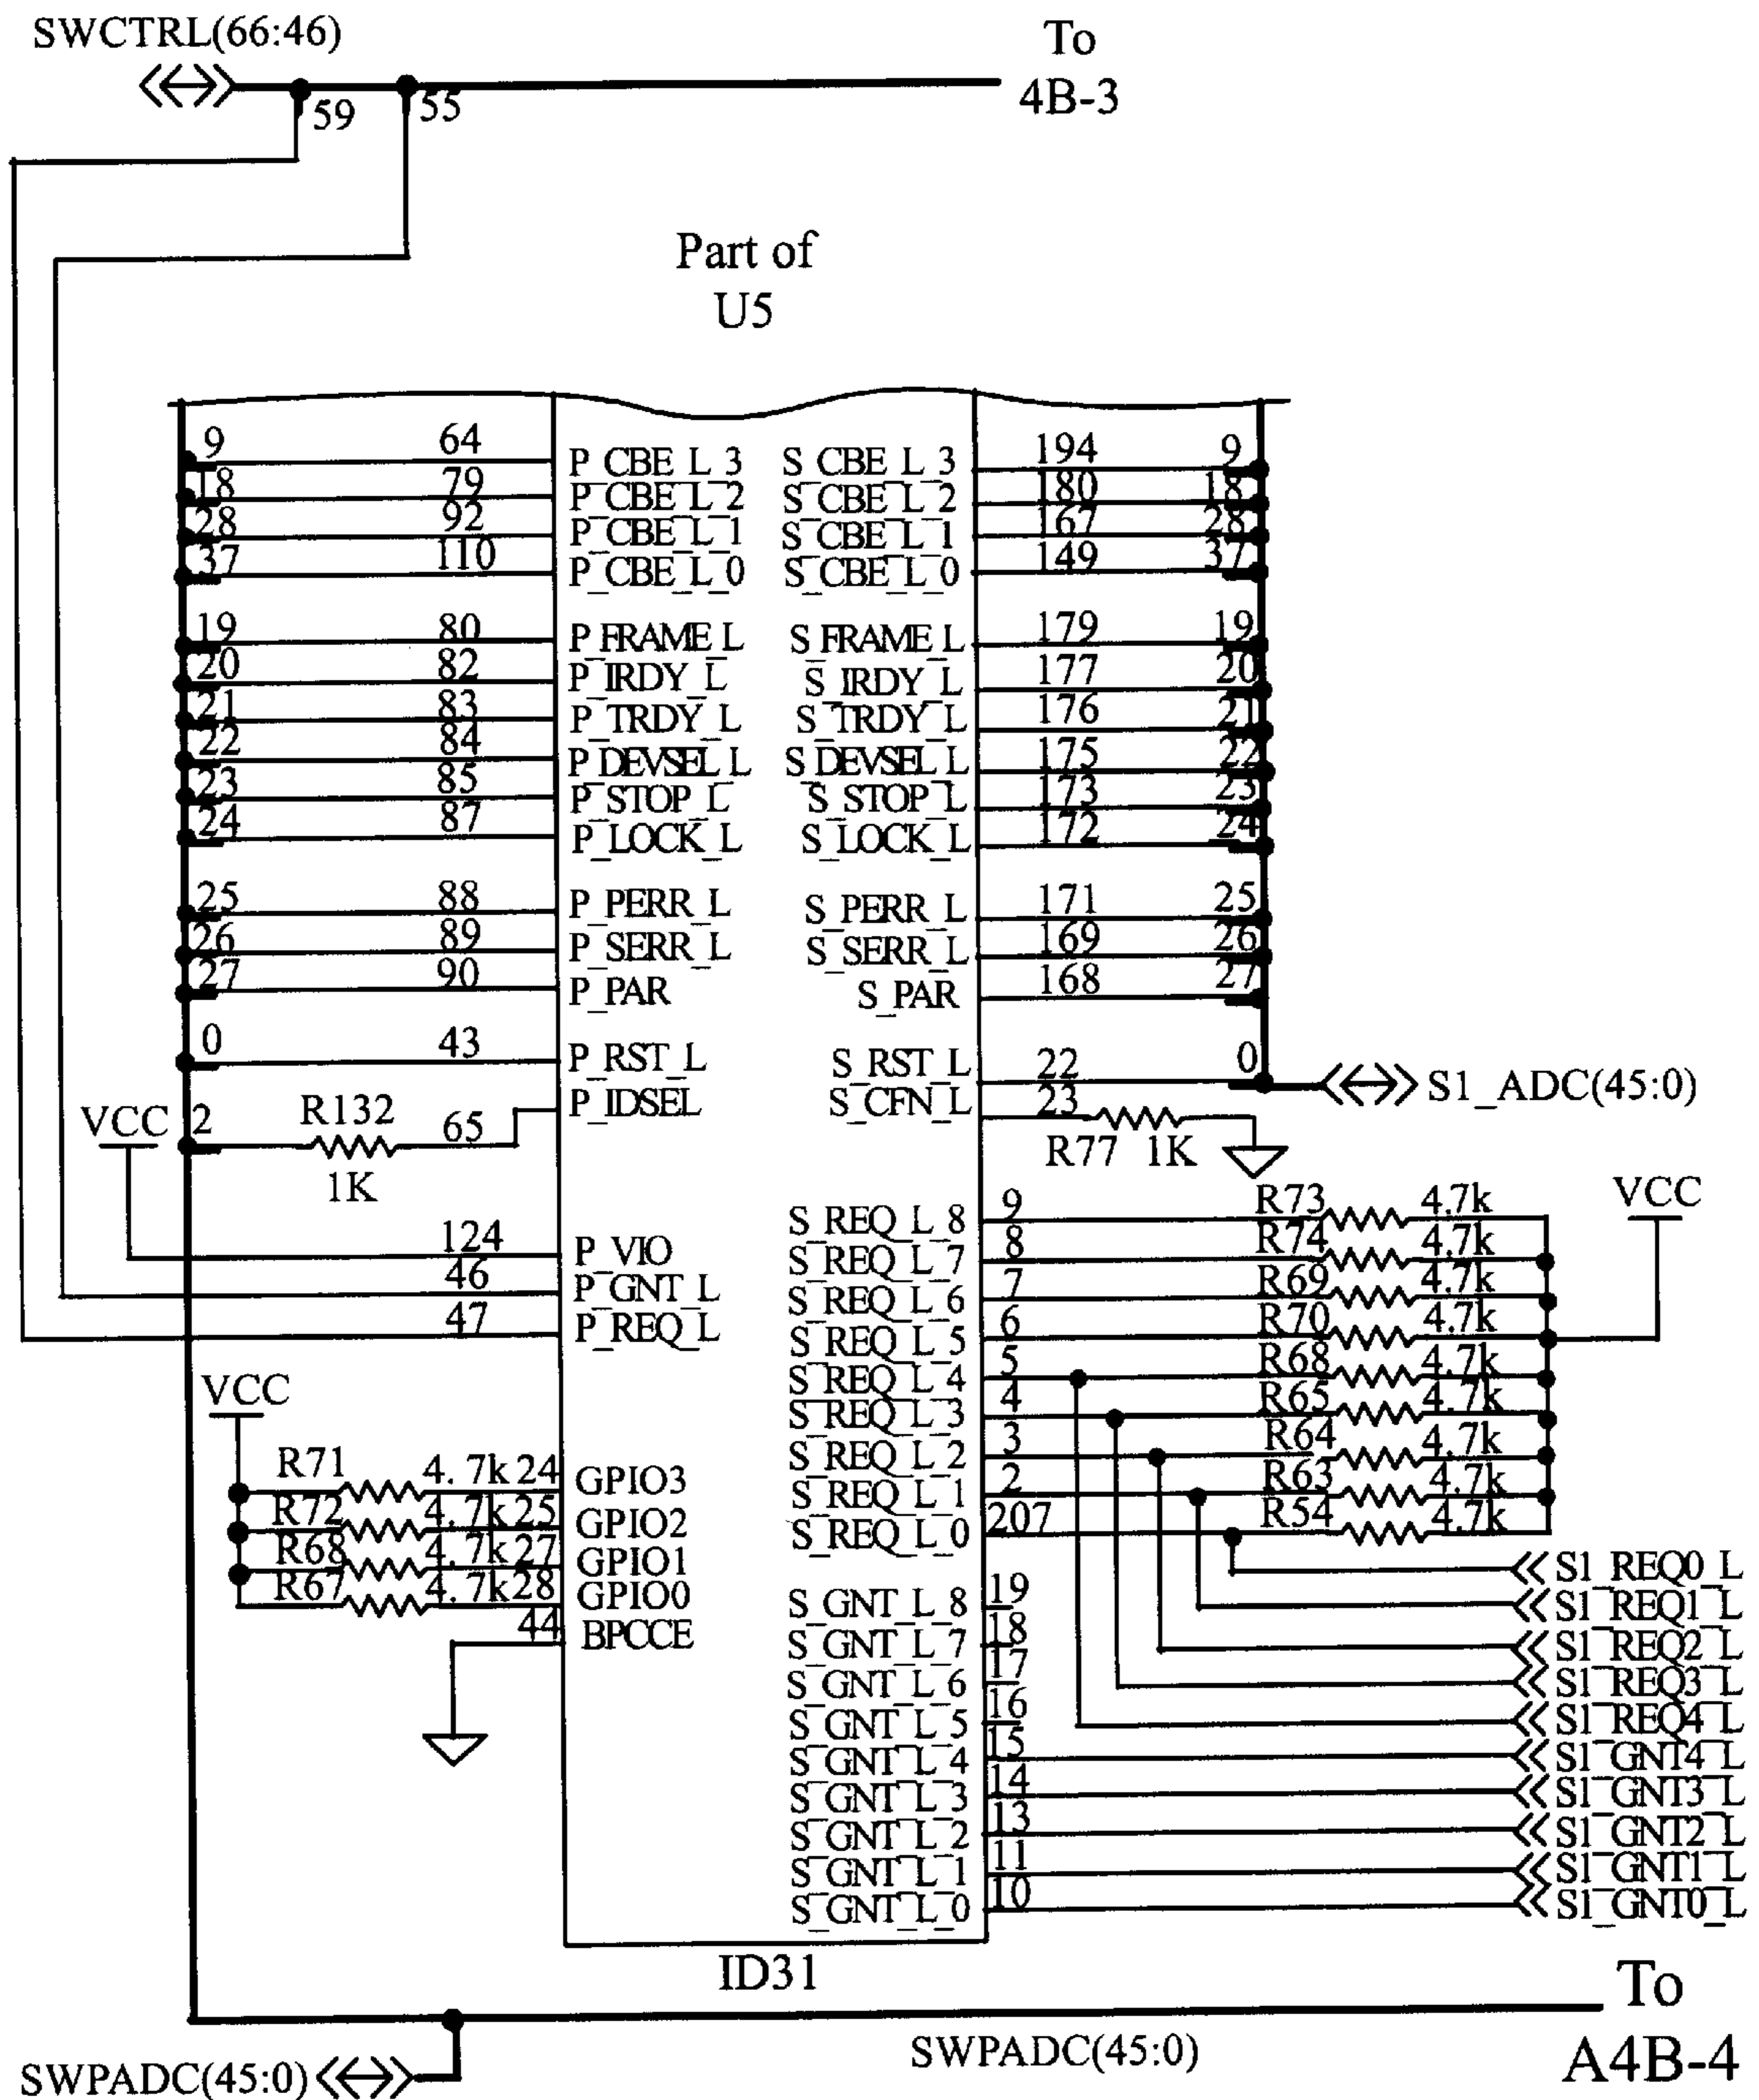 SWCTRL(66:46)
To
4B-3
59
55
Part of
U5
9 64 P_CBE_L_3 S_CBE_L_3 194 9
18 79 P_CBE_L_2 S_CBE_L_2 180 18
28 92 P_CBE_L_1 S_CBE_L_1 167 28
37 110 P_CBE_L_0 S_CBE_L_0 149 37
19 80 P_FRAME_L S_FRAME_L 179 19
20 82 P_IRDY_L S_IRDY_L 177 20
21 83 P_TRDY_L S_TRDY_L 176 21
22 84 P_DEVSEL_L S_DEVSEL_L 175 22
23 85 P_STOP_L S_STOP_L 173 23
24 87 P_LOCK_L S_LOCK_L 172 24
25 88 P_PERR_L S_PERR_L 171 25
26 89 P_SERR_L S_SERR_L 169 26
27 90 P_PAR S_PAR 168 27
0 43 P_RST_L S_RST_L 22 0 S1_ADC(45:0)
VCC 2 R132 65 P_IDSEL S_CFN_L 23
1K R77 1K
S_REQ_L_8 9 R73 4.7k VCC
124 P_VIO S_REQ_L_7 8 R74 4.7k
46 P_GNT_L S_REQ_L_6 7 R69 4.7k
47 P_REQ_L S_REQ_L_5 6 R70 4.7k
VCC S_REQ_L_4 5 R68 4.7k
S_REQ_L_3 4 R65 4.7k
S_REQ_L_2 3 R64 4.7k
R71 4.7k 24 GPIO3 S_REQ_L_1 2 R63 4.7k
R72 4.7k 25 GPIO2 S_REQ_L_0 207 R54 4.7k
R68 4.7k 27 GPIO1 S1_REQ0_L
R67 4.7k 28 GPIO0 S_GNT_L_8 19 S1_REQ1_L
44 BPCCE S_GNT_L_7 18 S1_REQ2_L
S_GNT_L_6 17 S1_REQ3_L
S_GNT_L_5 16 S1_REQ4_L
S_GNT_L_4 15 S1_GNT4_L
S_GNT_L_3 14 S1_GNT3_L
S_GNT_L_2 13 S1_GNT2_L
S_GNT_L_1 11 S1_GNT1_L
S_GNT_L_0 10 S1_GNT0_L
ID31
To
A4B-4
SWPADC(45:0)
SWPADC(45:0)